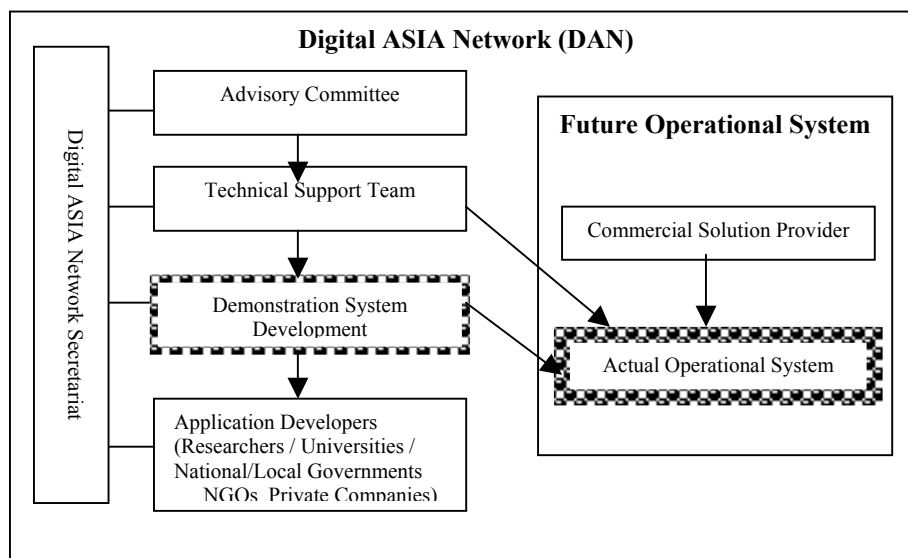 Digital ASIA Network (DAN)
Digital ASIA Network Secretariat
Advisory Committee
Technical Support Team
Demonstration System
Development
Application Developers
(Researchers / Universities /
National/Local Governments
NGOs Private Companies)
Future Operational System
Commercial Solution Provider
Actual Operational System